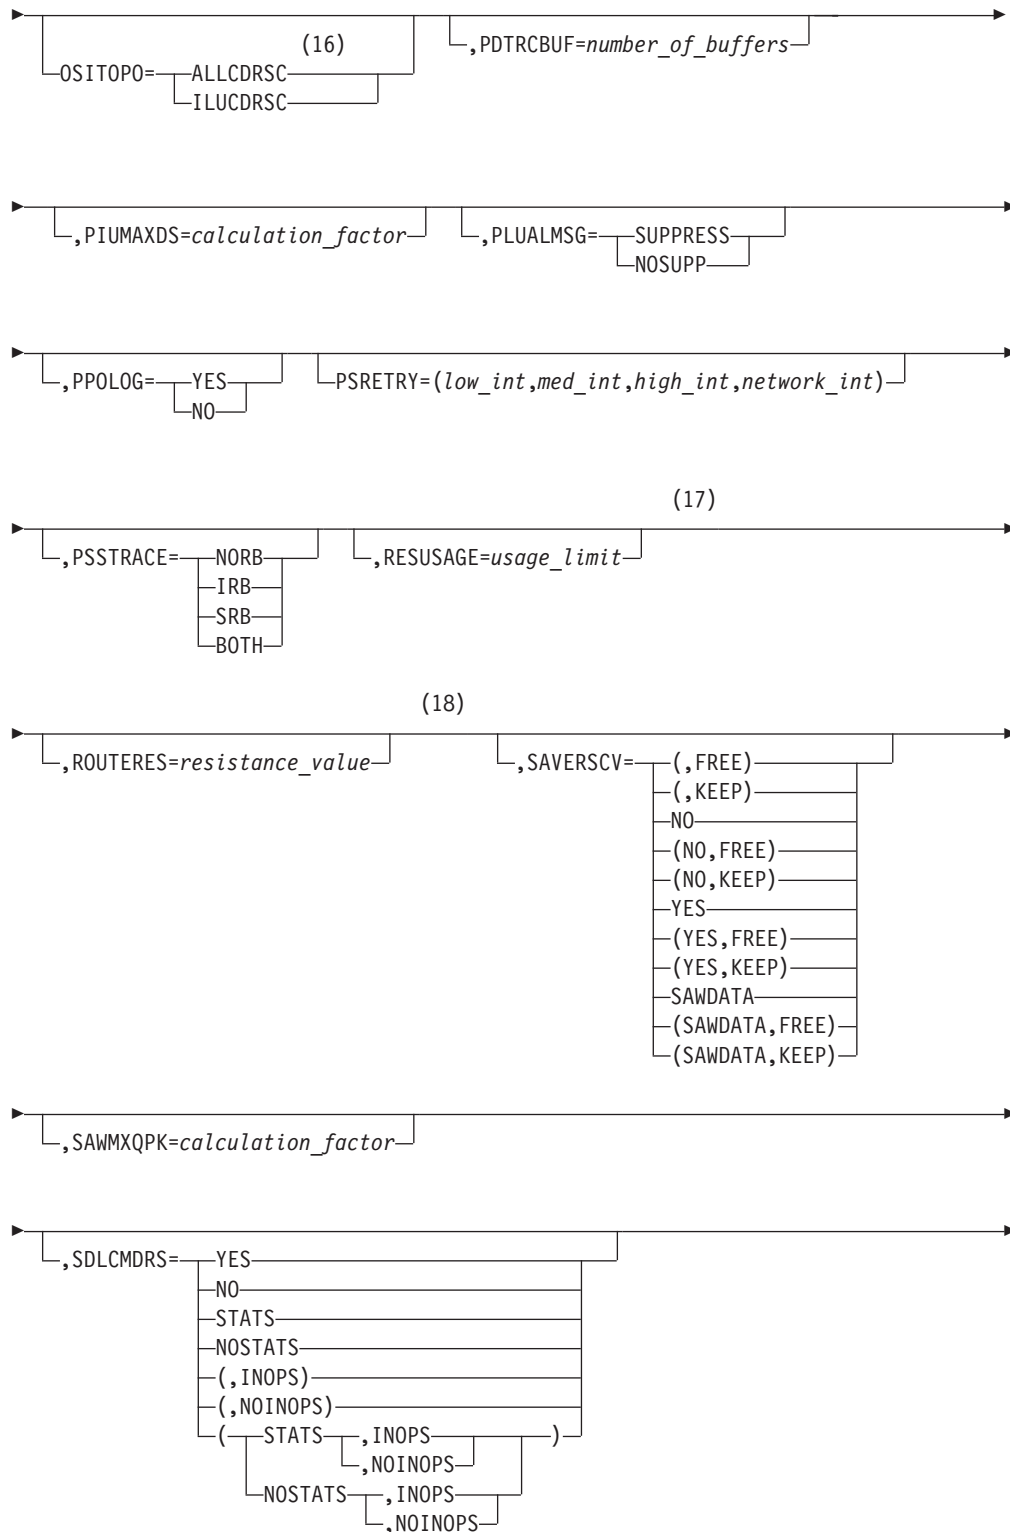 (16)
OSITOPO= ALLCDRSC ,PDTRCBUF=number_of_buffers
ILUCDRSC
,PIUMAXDS=calculation_factor ,PLUALMSG= SUPPRESS
NOSUPP
,PPOLOG= YES PSRETRY=(low_int,med_int,high_int,network_int)
NO
(17)
,PSSTRACE= NORB ,RESUSAGE=usage_limit
IRB
SRB
BOTH
(18)
,ROUTERES=resistance_value ,SAVERSCV= (,FREE)
(,KEEP)
NO
(NO,FREE)
(NO,KEEP)
YES
(YES,FREE)
(YES,KEEP)
SAWDATA
(SAWDATA,FREE)
(SAWDATA,KEEP)
,SAWMXQPK=calculation_factor
,SDLCMDRS= YES
NO
STATS
NOSTATS
(,INOPS)
(,NOINOPS)
( STATS ,INOPS )
,NOINOPS
NOSTATS ,INOPS
,NOINOPS